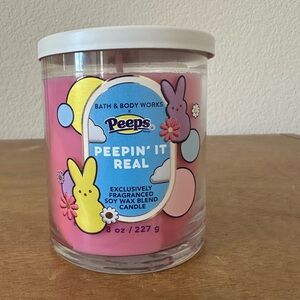 BATH & BODY WORKS
x
Peeps®
PEEPIN' IT
REAL
EXCLUSIVELY
FRAGRANCED
SOY WAX BLEND
CANDLE
8 oz / 227 g